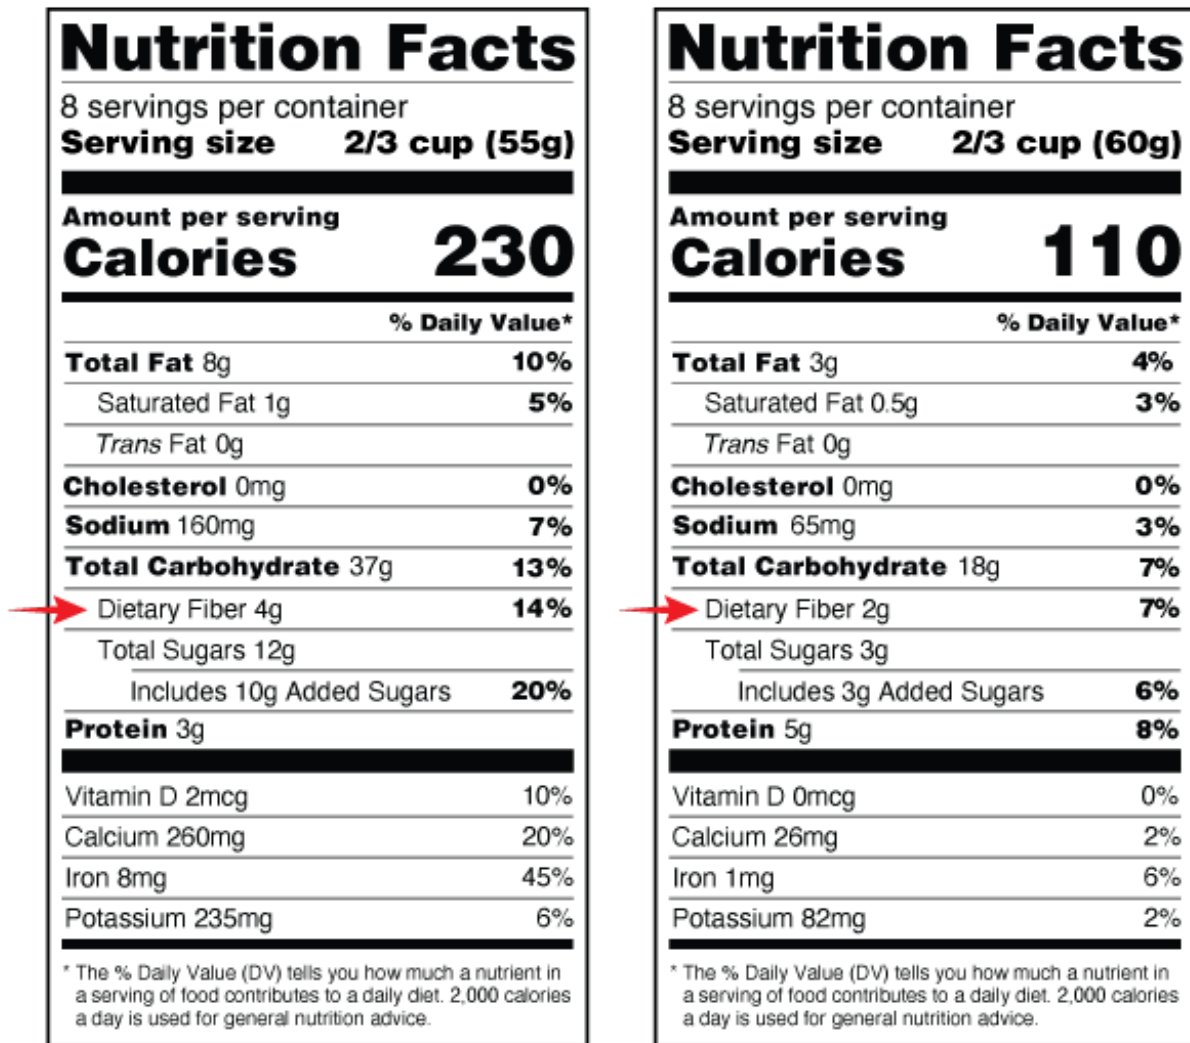 Nutrition Facts
8 servings per container
Serving size 2/3 cup (55g)
Amount per serving
Calories 230
% Daily Value*
Total Fat 8g 10%
Saturated Fat 1g 5%
Trans Fat 0g
Cholesterol 0mg 0%
Sodium 160mg 7%
Total Carbohydrate 37g 13%
Dietary Fiber 4g 14%
Total Sugars 12g
Includes 10g Added Sugars 20%
Protein 3g
Vitamin D 2mcg 10%
Calcium 260mg 20%
Iron 8mg 45%
Potassium 235mg 6%
* The % Daily Value (DV) tells you how much a nutrient in
a serving of food contributes to a daily diet. 2,000 calories
a day is used for general nutrition advice.
Nutrition Facts
8 servings per container
Serving size 2/3 cup (60g)
Amount per serving
Calories 110
% Daily Value*
Total Fat 3g 4%
Saturated Fat 0.5g 3%
Trans Fat 0g
Cholesterol 0mg 0%
Sodium 65mg 3%
Total Carbohydrate 18g 7%
Dietary Fiber 2g 7%
Total Sugars 3g
Includes 3g Added Sugars 6%
Protein 5g 8%
Vitamin D 0mcg 0%
Calcium 26mg 2%
Iron 1mg 6%
Potassium 82mg 2%
* The % Daily Value (DV) tells you how much a nutrient in
a serving of food contributes to a daily diet. 2,000 calories
a day is used for general nutrition advice.